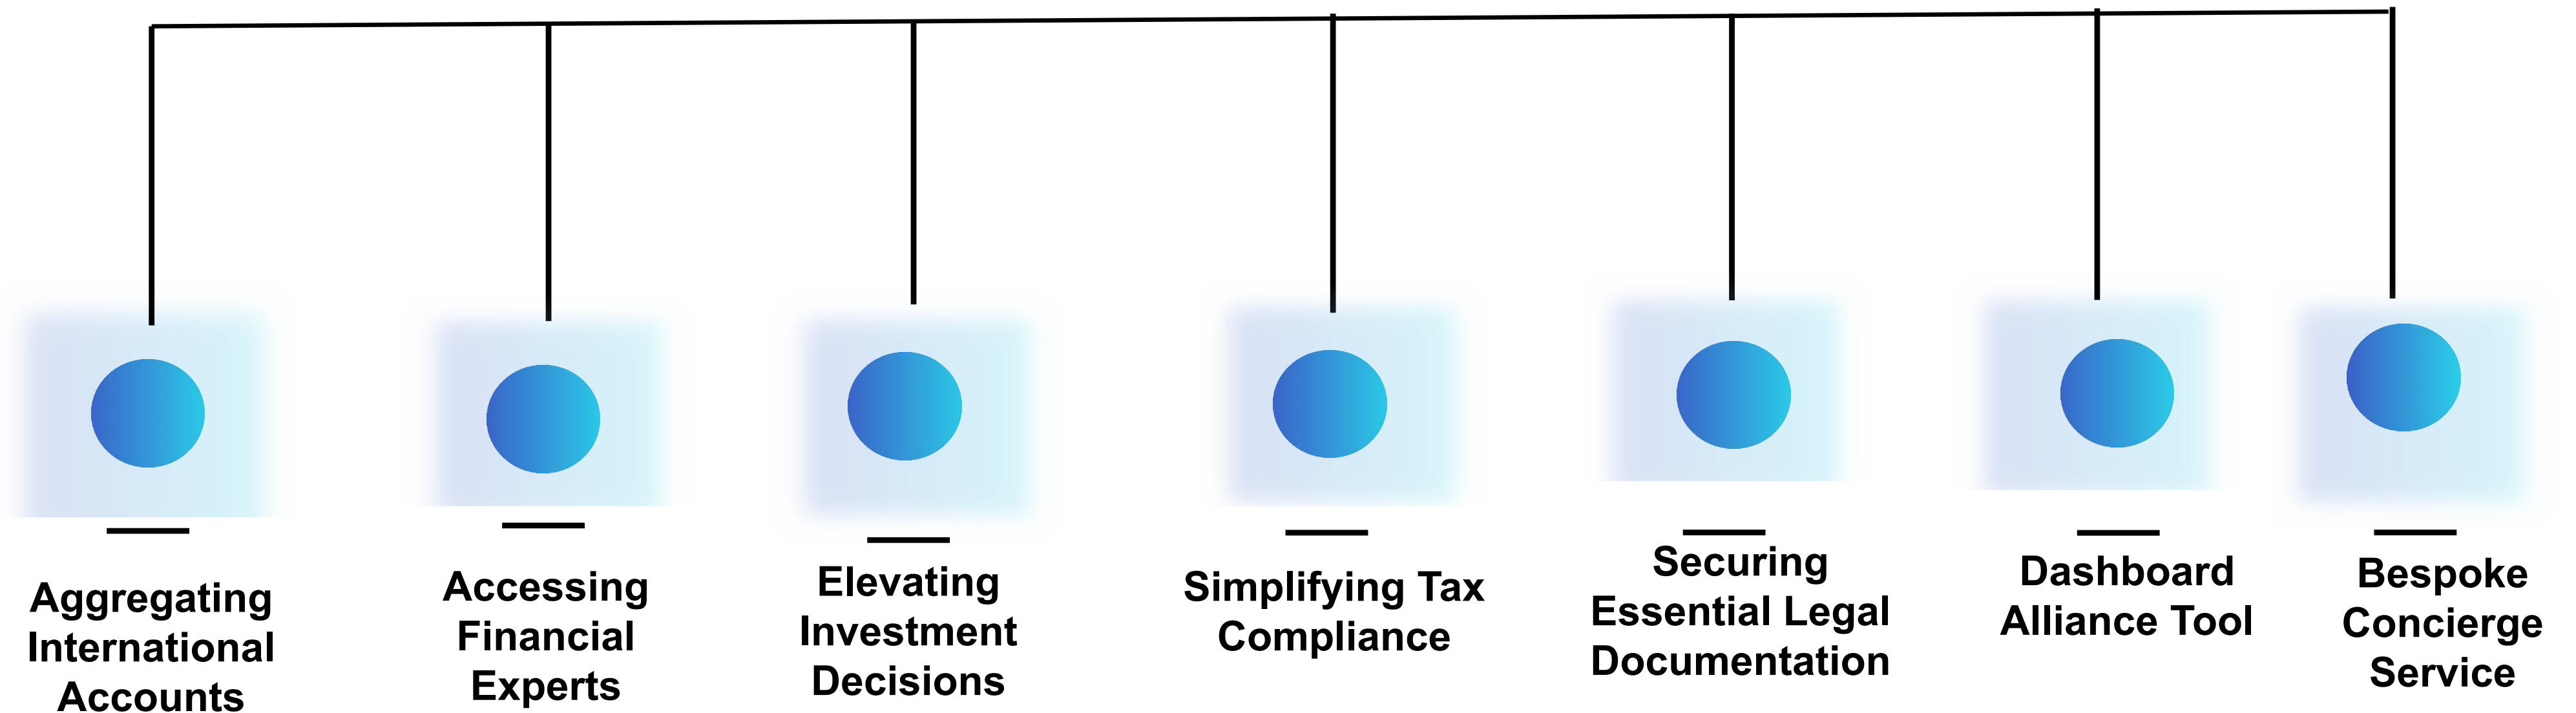 Aggregating
International
Accounts
Accessing
Financial
Experts
Elevating
Investment
Decisions
Simplifying Tax
Compliance
Securing
Essential Legal
Documentation
Dashboard
Alliance Tool
Bespoke
Concierge
Service